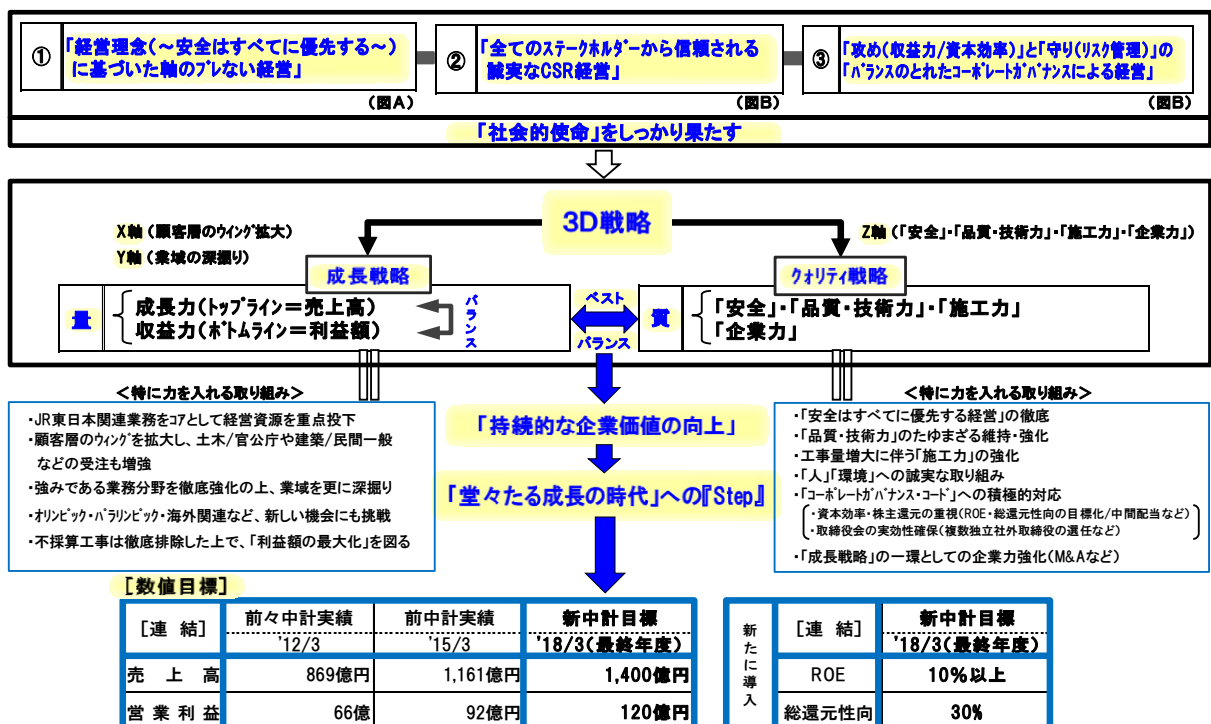 ①
「経営理念(～安全はすべてに優先する～)
に基づいた軸のﾌﾞﾚない経営」
(図A)
②
「全てのｽﾃｰｸﾎﾙﾀﾞｰから信頼される
誠実なCSR経営」
(図B)
③
「攻め(収益力/資本効率)」と「守り(ﾘｽｸ管理)」の
「ﾊﾞﾗﾝｽのとれたｺｰﾎﾟﾚｰﾄｶﾞﾊﾞﾅﾝｽによる経営」
(図B)
「社会的使命」をしっかり果たす
3D戦略
X軸 (顧客層のｳｨﾝｸﾞ拡大)
Y軸 (業域の深掘り)
Z軸 (「安全」・「品質・技術力」・「施工力」・「企業力」)
成長戦略
ｸｫﾘﾃｨ戦略
量
成長力(ﾄｯﾌﾟﾗｲﾝ＝売上高)
収益力(ﾎﾞﾄﾑﾗｲﾝ＝利益額)
バランス
ベスト
バランス
質
「安全」・「品質・技術力」・「施工力」
「企業力」
＜特に力を入れる取り組み＞
・JR東日本関連業務をｺｱとして経営資源を重点投下
・顧客層のｳｨﾝｸﾞを拡大し、土木/官公庁や建築/民間一般
などの受注も増強
・強みである業務分野を徹底強化の上、業域を更に深掘り
・ｵﾘﾝﾋﾟｯｸ・ﾊﾟﾗﾘﾝﾋﾟｯｸ・海外関連など、新しい機会にも挑戦
・不採算工事は徹底排除した上で、「利益額の最大化」を図る
「持続的な企業価値の向上」
「堂々たる成長の時代」への『Step』
＜特に力を入れる取り組み＞
・「安全はすべてに優先する経営」の徹底
・「品質・技術力」のたゆまざる維持・強化
・工事量増大に伴う「施工力」の強化
・「人」「環境」への誠実な取り組み
・「ｺｰﾎﾟﾚｰﾄｶﾞﾊﾞﾅﾝｽ・ｺｰﾄﾞ」への積極的対応
・資本効率・株主還元の重視(ROE・総還元性向の目標化/中間配当など)
・取締役会の実効性確保(複数独立社外取締役の選任など)
・「成長戦略」の一環としての企業力強化(M&Aなど)
[数値目標]
[連 結] 前々中計実績 前中計実績 新中計目標
'12/3 '15/3 '18/3(最終年度)
売 上 高 869億円 1,161億円 1,400億円
営 業 利 益 66億 92億円 120億円
新たに導入
[連 結] 新中計目標
'18/3(最終年度)
ROE 10%以上
総還元性向 30%